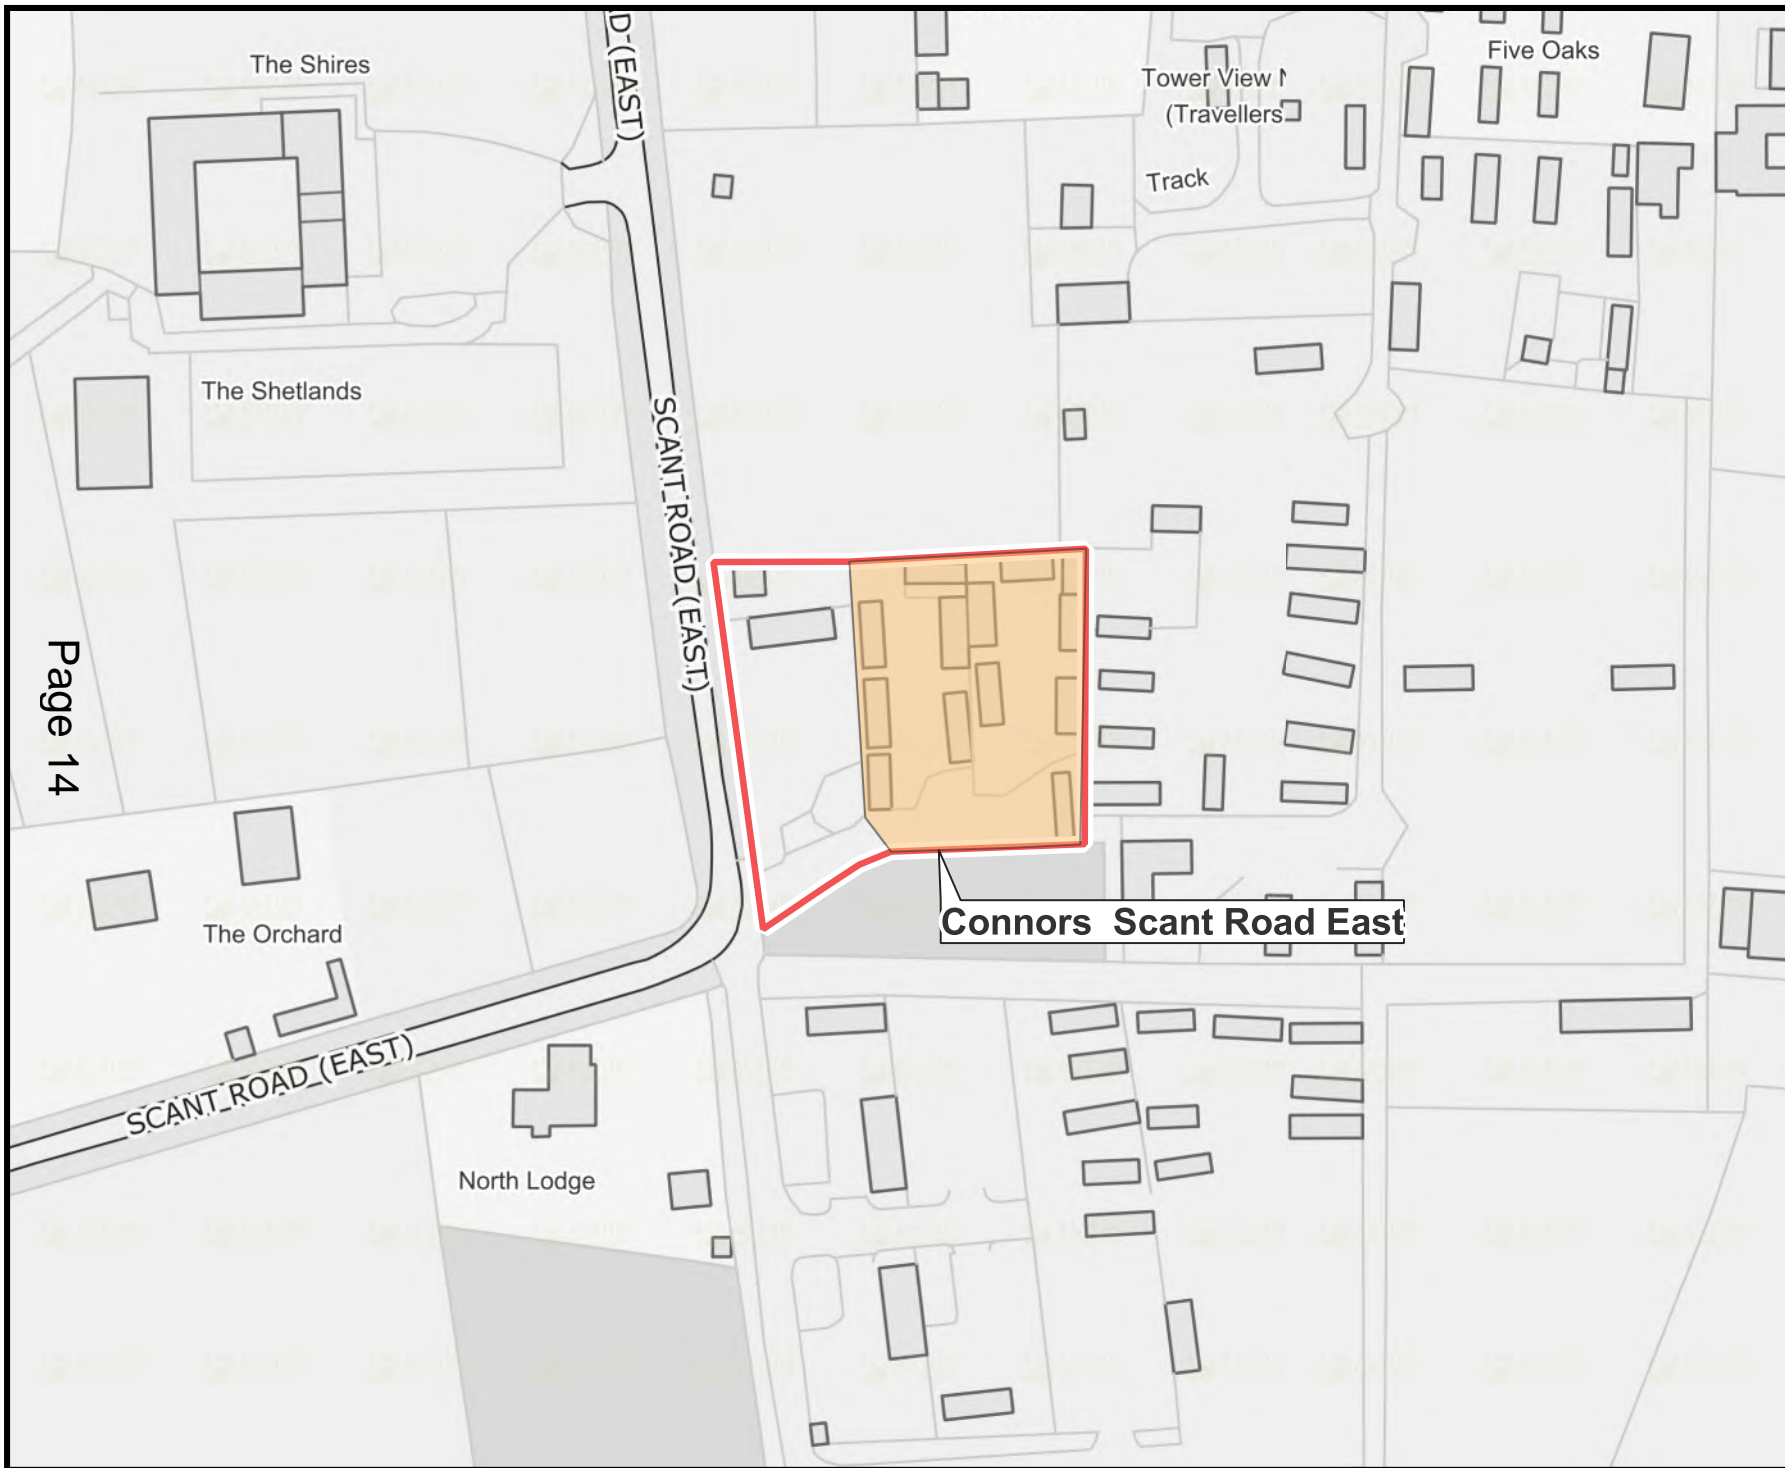 D (EAST)
The Shires
Five Oaks
Tower View N
(Travellers
Track
The Shetlands
SCANT ROAD (EAST)
Page 14
Connors Scant Road East
The Orchard
SCANT ROAD (EAST)
North Lodge